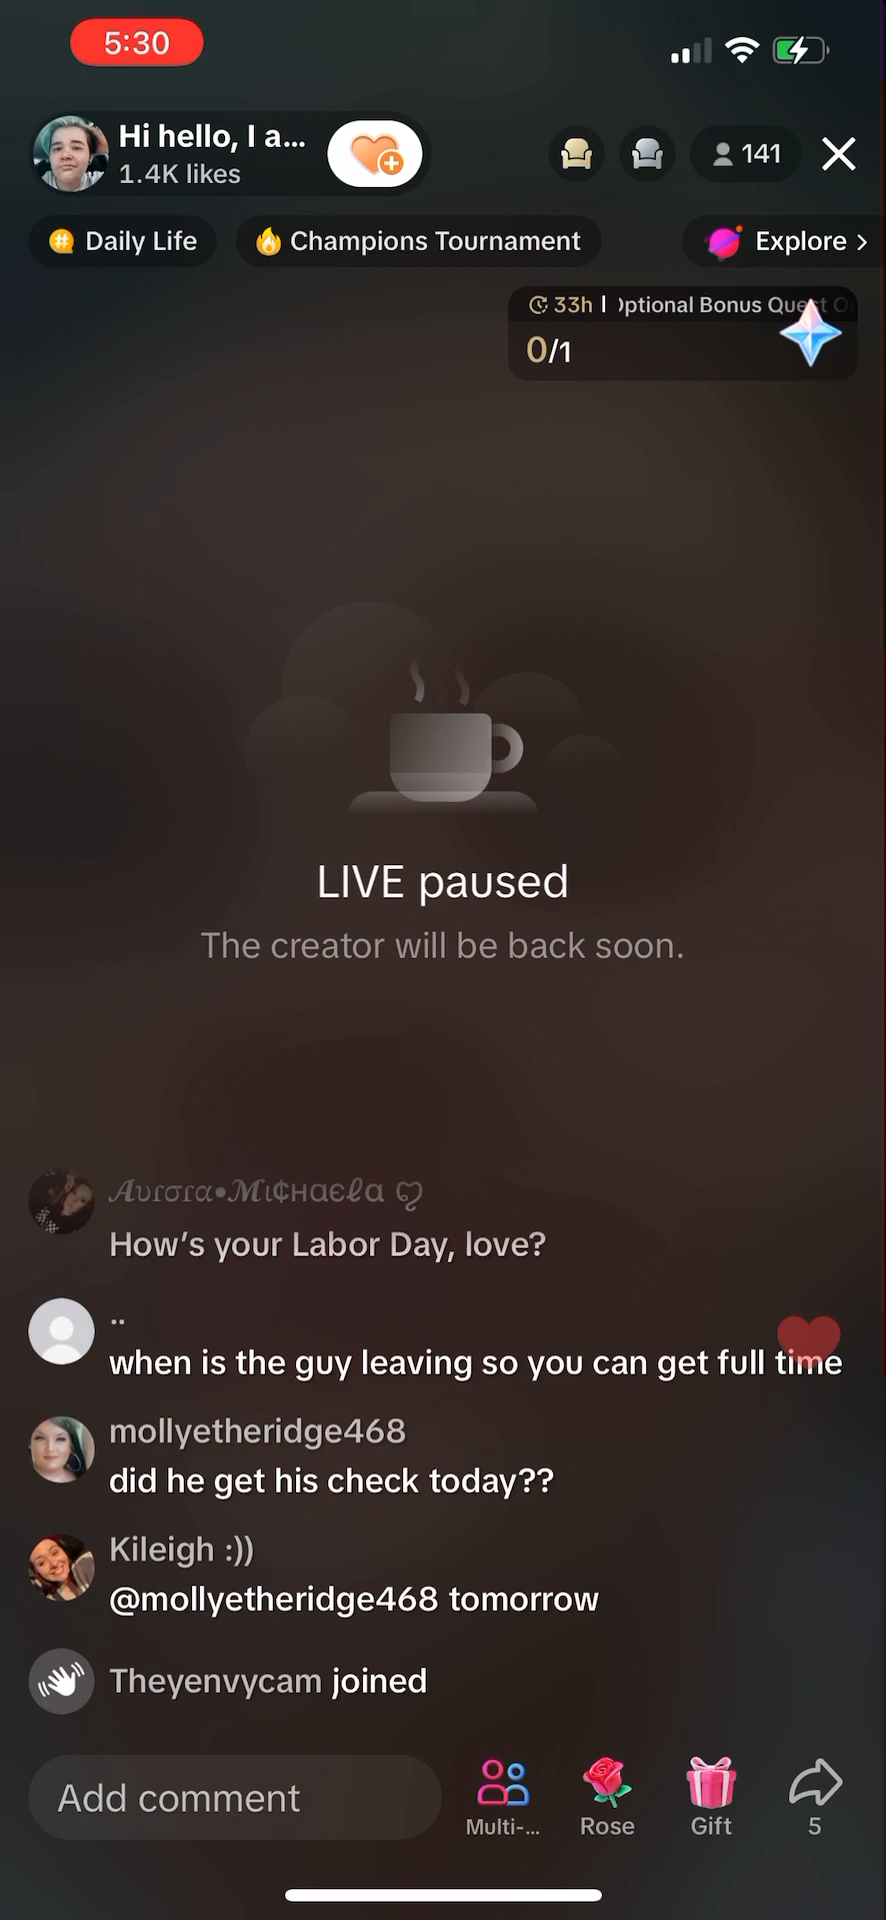 5:30
Hi hello, I a...
1.4K likes
141
Daily Life
Champions Tournament
Explore >
33h | Optional Bonus Quest
0/1
LIVE paused
The creator will be back soon.
𝓐υɾσɾα•𝓜ι¢нαєℓα ღ
How's your Labor Day, love?
..
when is the guy leaving so you can get full time
mollyetheridge468
did he get his check today??
Kileigh :))
@mollyetheridge468 tomorrow
Theyenvycam joined
Add comment
Multi-...
Rose
Gift
5